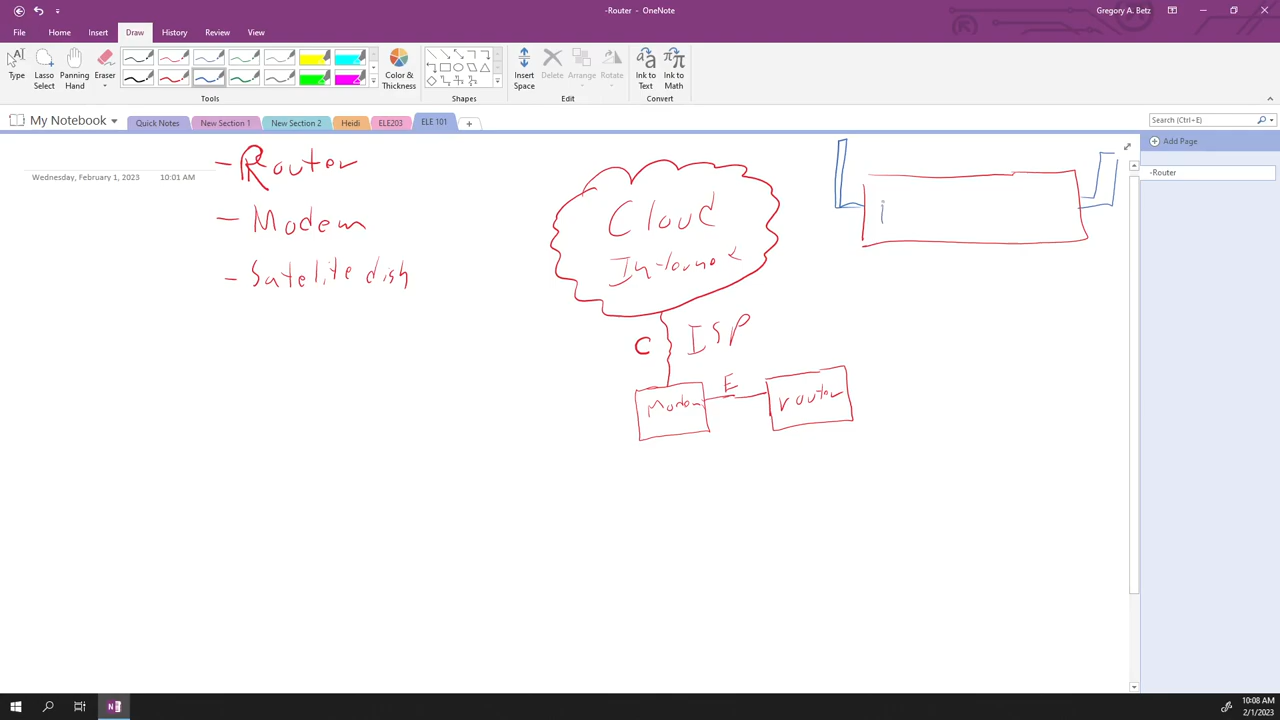 -Router - OneNote
Gregory A. Betz
File Home Insert Draw History Review View
Type
Lasso Select
Panning Hand
Eraser
Color & Thickness
Insert Space
Delete
Arrange
Rotate
Ink to Text
Ink to Math
Tools
Shapes
Edit
Convert
My Notebook
Quick Notes
New Section 1
New Section 2
Heidi
ELE203
ELE 101
Search (Ctrl+E)
Add Page
-Router
Wednesday, February 1, 2023 10:01 AM
- Router
- Modem
- Satelite dish
Cloud
Internet
C ISP
E
Modem
router
i
10:08 AM
2/1/2023